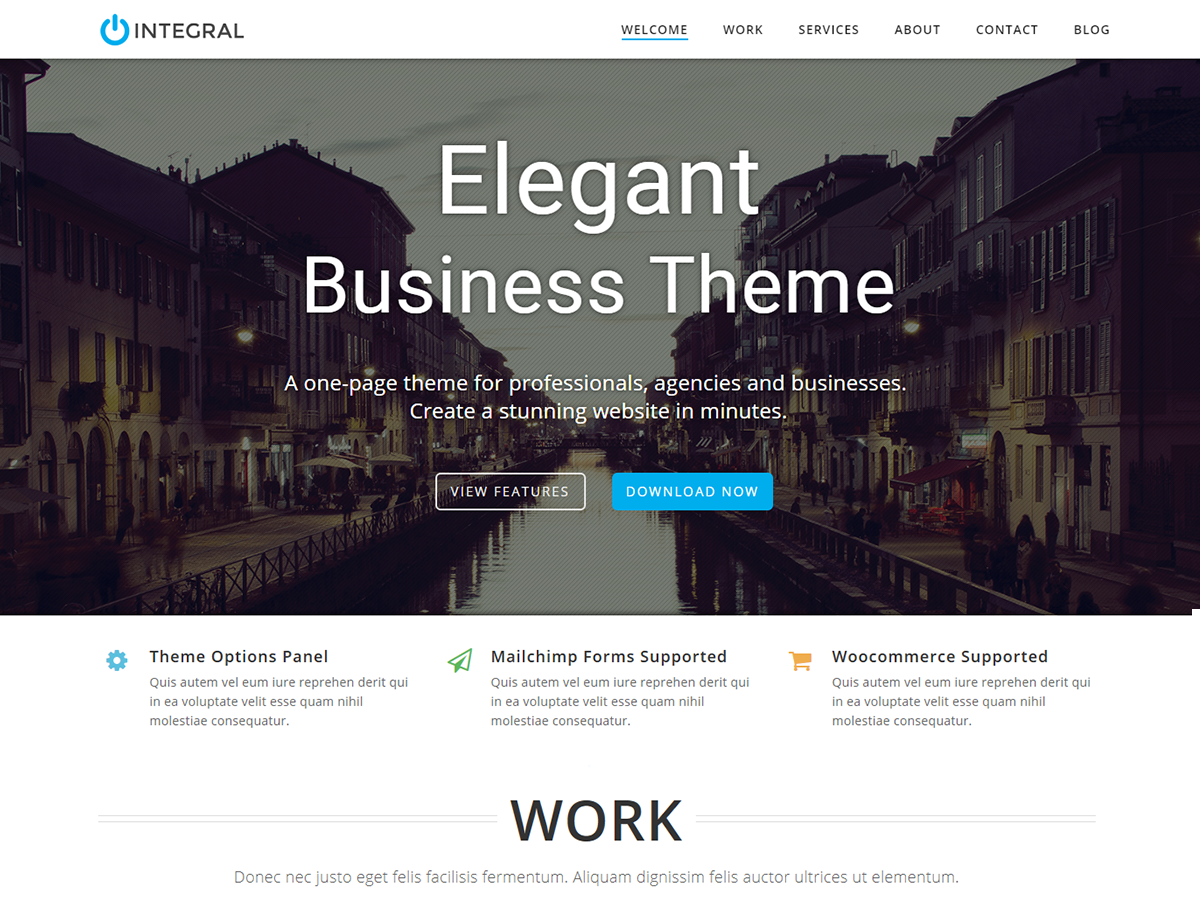 INTEGRAL
WELCOME WORK SERVICES ABOUT CONTACT BLOG
Elegant
Business Theme
A one-page theme for professionals, agencies and businesses.
Create a stunning website in minutes.
VIEW FEATURES DOWNLOAD NOW
Theme Options Panel
Quis autem vel eum iure reprehen derit qui
in ea voluptate velit esse quam nihil
molestiae consequatur.
Mailchimp Forms Supported
Quis autem vel eum iure reprehen derit qui
in ea voluptate velit esse quam nihil
molestiae consequatur.
Woocommerce Supported
Quis autem vel eum iure reprehen derit qui
in ea voluptate velit esse quam nihil
molestiae consequatur.
WORK
Donec nec justo eget felis facilisis fermentum. Aliquam dignissim felis auctor ultrices ut elementum.